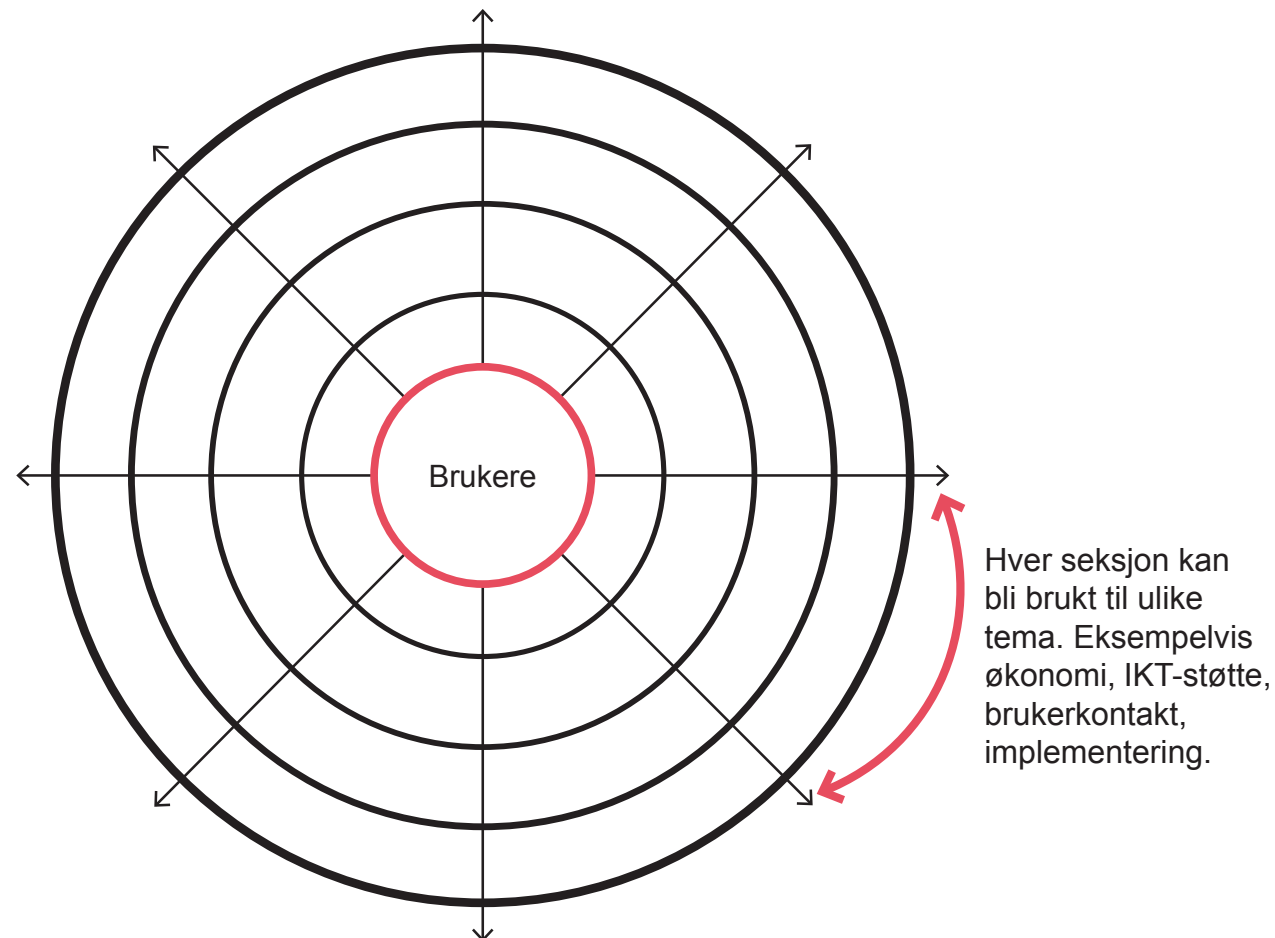 Brukere
Hver seksjon kan
bli brukt til ulike
tema. Eksempelvis
økonomi, IKT-støtte,
brukerkontakt,
implementering.